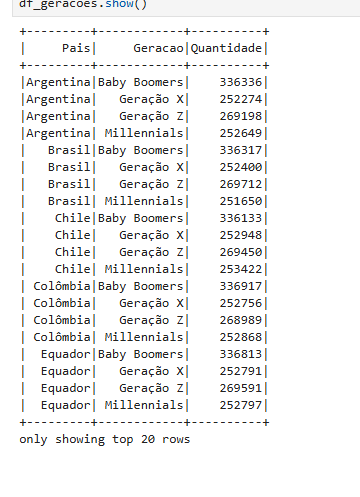 df_geracoes.show()
+---------+------------+----------+
|     Pais|     Geracao|Quantidade|
+---------+------------+----------+
|Argentina|Baby Boomers|    336336|
|Argentina|   Geração X|    252274|
|Argentina|   Geração Z|    269198|
|Argentina| Millennials|    252649|
|   Brasil|Baby Boomers|    336317|
|   Brasil|   Geração X|    252400|
|   Brasil|   Geração Z|    269712|
|   Brasil| Millennials|    251650|
|    Chile|Baby Boomers|    336133|
|    Chile|   Geração X|    252948|
|    Chile|   Geração Z|    269450|
|    Chile| Millennials|    253422|
| Colômbia|Baby Boomers|    336917|
| Colômbia|   Geração X|    252756|
| Colômbia|   Geração Z|    268989|
| Colômbia| Millennials|    252868|
|  Equador|Baby Boomers|    336813|
|  Equador|   Geração X|    252791|
|  Equador|   Geração Z|    269591|
|  Equador| Millennials|    252797|
+---------+------------+----------+
only showing top 20 rows